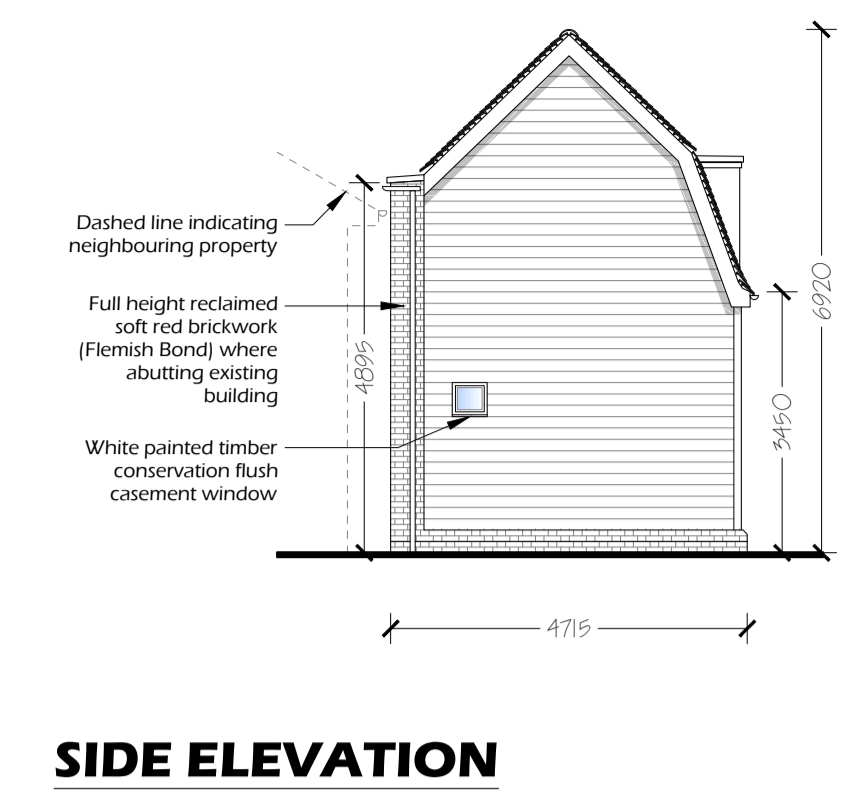 Dashed line indicating
neighbouring property
Full height reclaimed
soft red brickwork
(Flemish Bond) where
abutting existing
building
White painted timber
conservation flush
casement window
4895
6920
3450
4715
SIDE ELEVATION